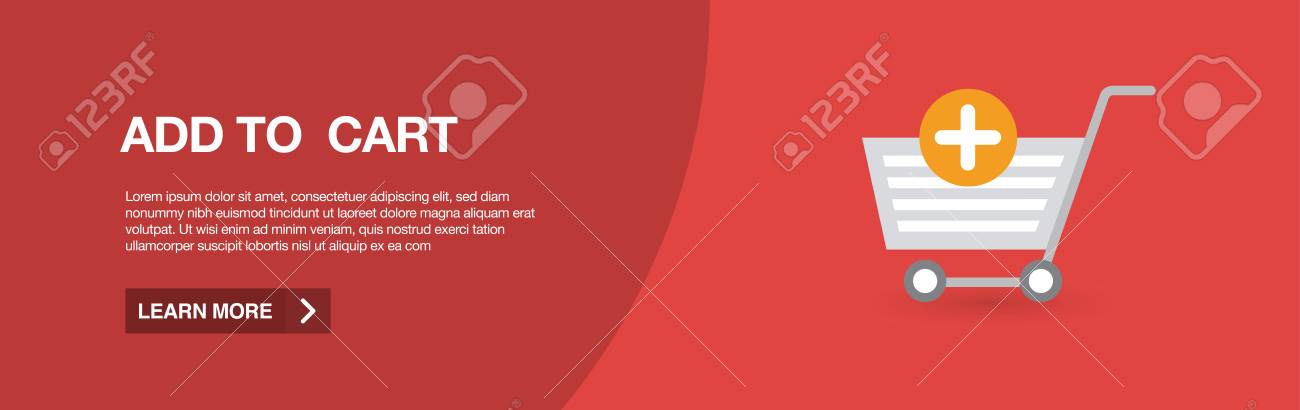 123RF
123RF
ADD TO CART
Lorem ipsum dolor sit amet, consectetuer adipiscing elit, sed diam
nonummy nibh euismod tincidunt ut laoreet dolore magna aliquam erat
volutpat. Ut wisi enim ad minim veniam, quis nostrud exerci tation
ullamcorper suscipit lobortis nisl ut aliquip ex ea com
LEARN MORE